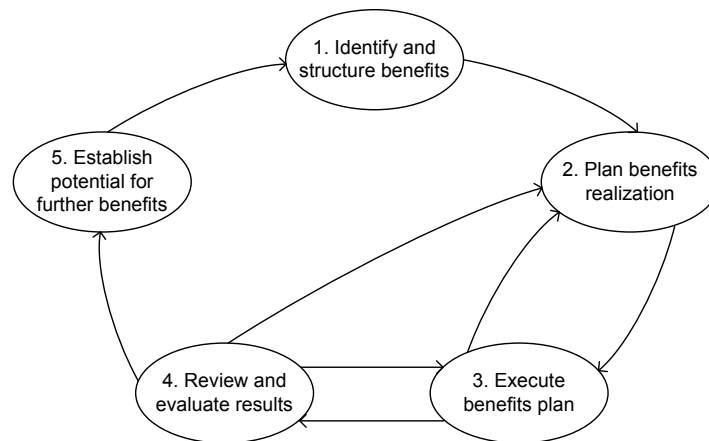 1. Identify and
structure benefits
2. Plan benefits
realization
3. Execute
benefits plan
4. Review and
evaluate results
5. Establish
potential for
further benefits